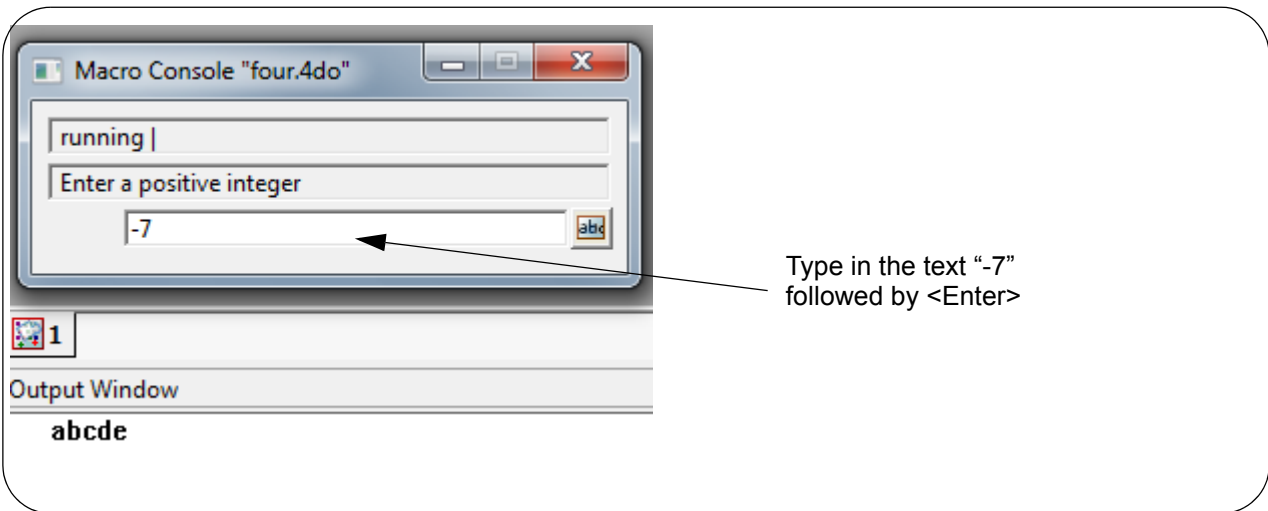 Macro Console "four.4do"
running |
Enter a positive integer
-7
abc
Type in the text “-7”
followed by <Enter>
1
Output Window
abcde